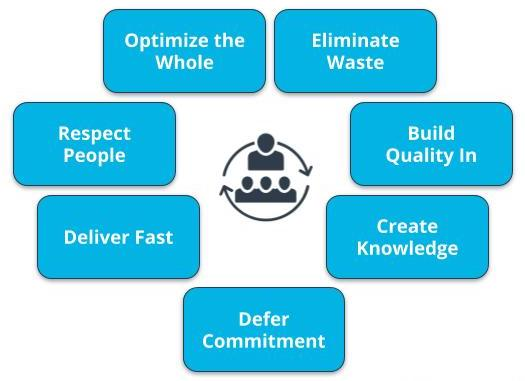 Optimize the
Whole
Eliminate
Waste
Respect
People
Build
Quality In
Deliver Fast
Create
Knowledge
Defer
Commitment